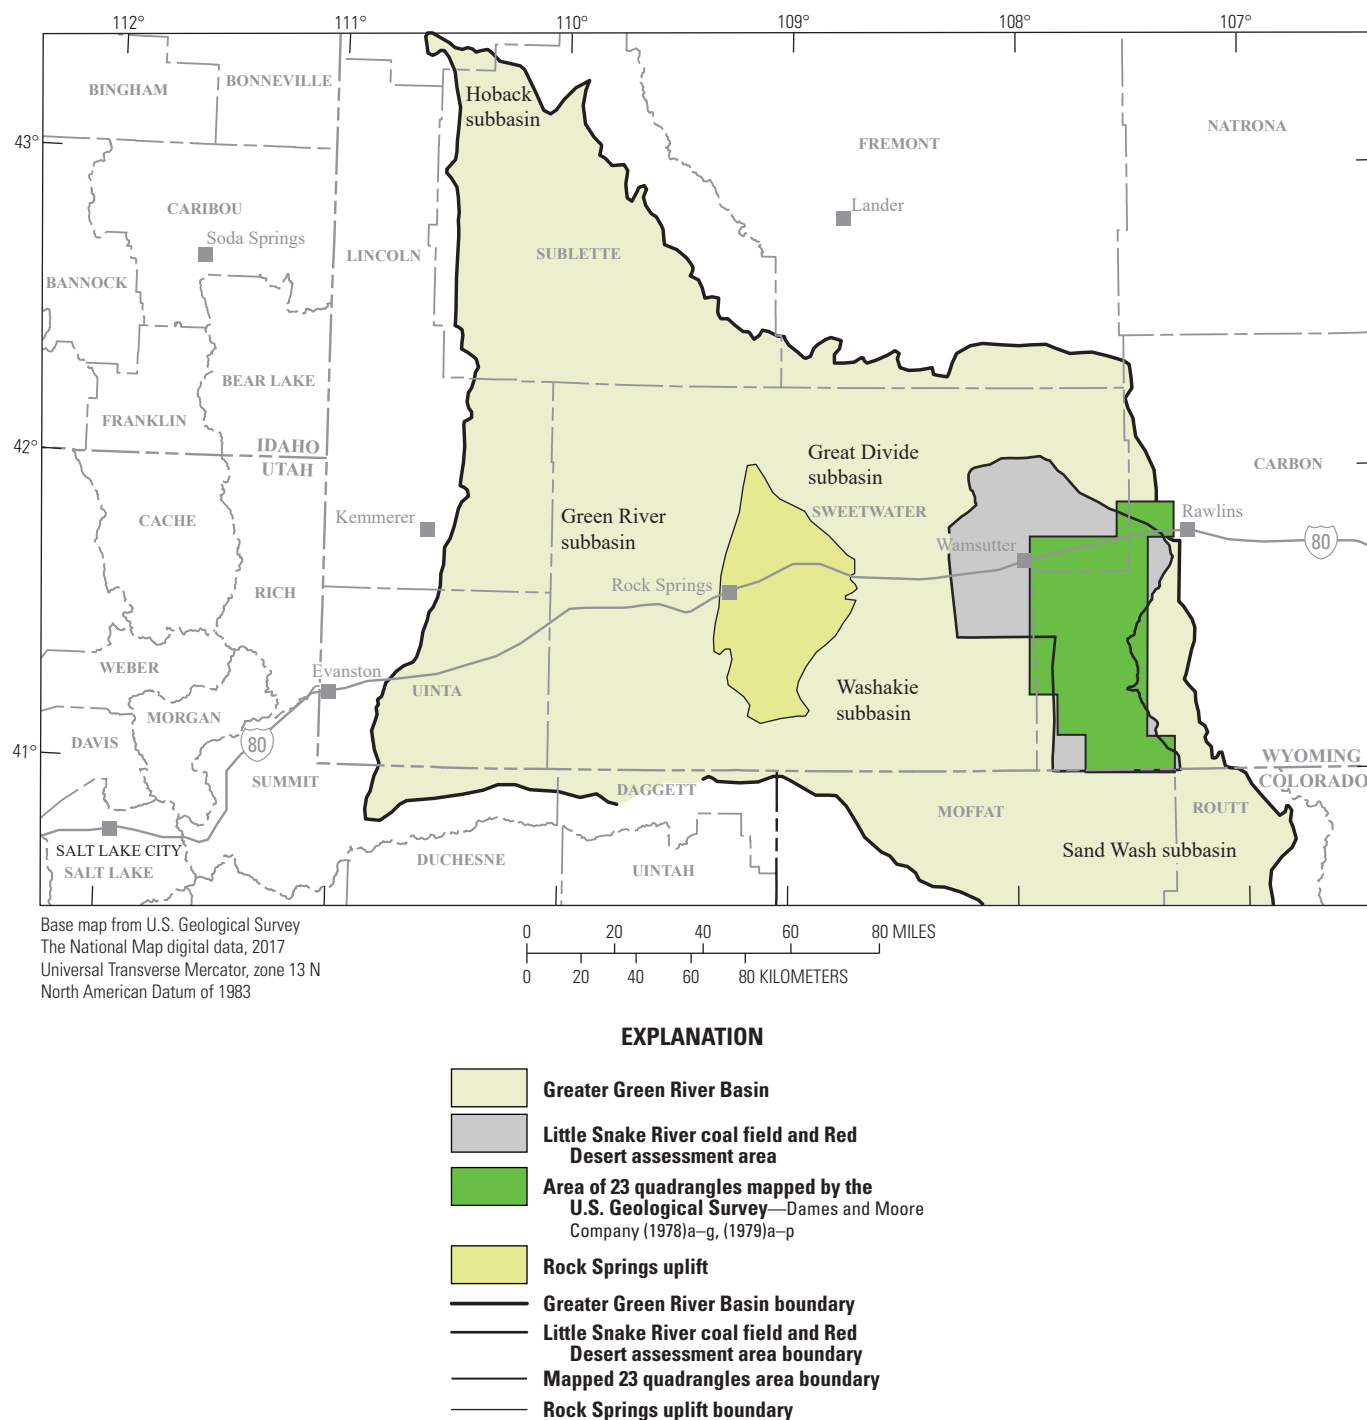 112°
111°
110°
109°
108°
107°
BONNEVILLE
BINGHAM
Hoback
subbasin
NATRONA
43°
FREMONT
CARIBOU
Lander
Soda Springs
LINCOLN
SUBLETTE
BANNOCK
BEAR LAKE
FRANKLIN
42°
IDAHO
UTAH
Great Divide
subbasin
CARBON
Kemmerer
CACHE
Green River
subbasin
SWEETWATER
Rawlins
Wamsutter
80
RICH
Rock Springs
WEBER
Evanston
UINTA
Washakie
subbasin
MORGAN
DAVIS
80
41°
SUMMIT
WYOMING
COLORADO
DAGGETT
MOFFAT
ROUTT
SALT LAKE CITY
SALT LAKE
DUCHESNE
UINTAH
Sand Wash subbasin
Base map from U.S. Geological Survey
The National Map digital data, 2017
Universal Transverse Mercator, zone 13 N
North American Datum of 1983
0 20 40 60 80 MILES
0 20 40 60 80 KILOMETERS
EXPLANATION
Greater Green River Basin
Little Snake River coal field and Red
Desert assessment area
Area of 23 quadrangles mapped by the
U.S. Geological Survey—Dames and Moore
Company (1978)a–g, (1979)a–p
Rock Springs uplift
Greater Green River Basin boundary
Little Snake River coal field and Red
Desert assessment area boundary
Mapped 23 quadrangles area boundary
Rock Springs uplift boundary